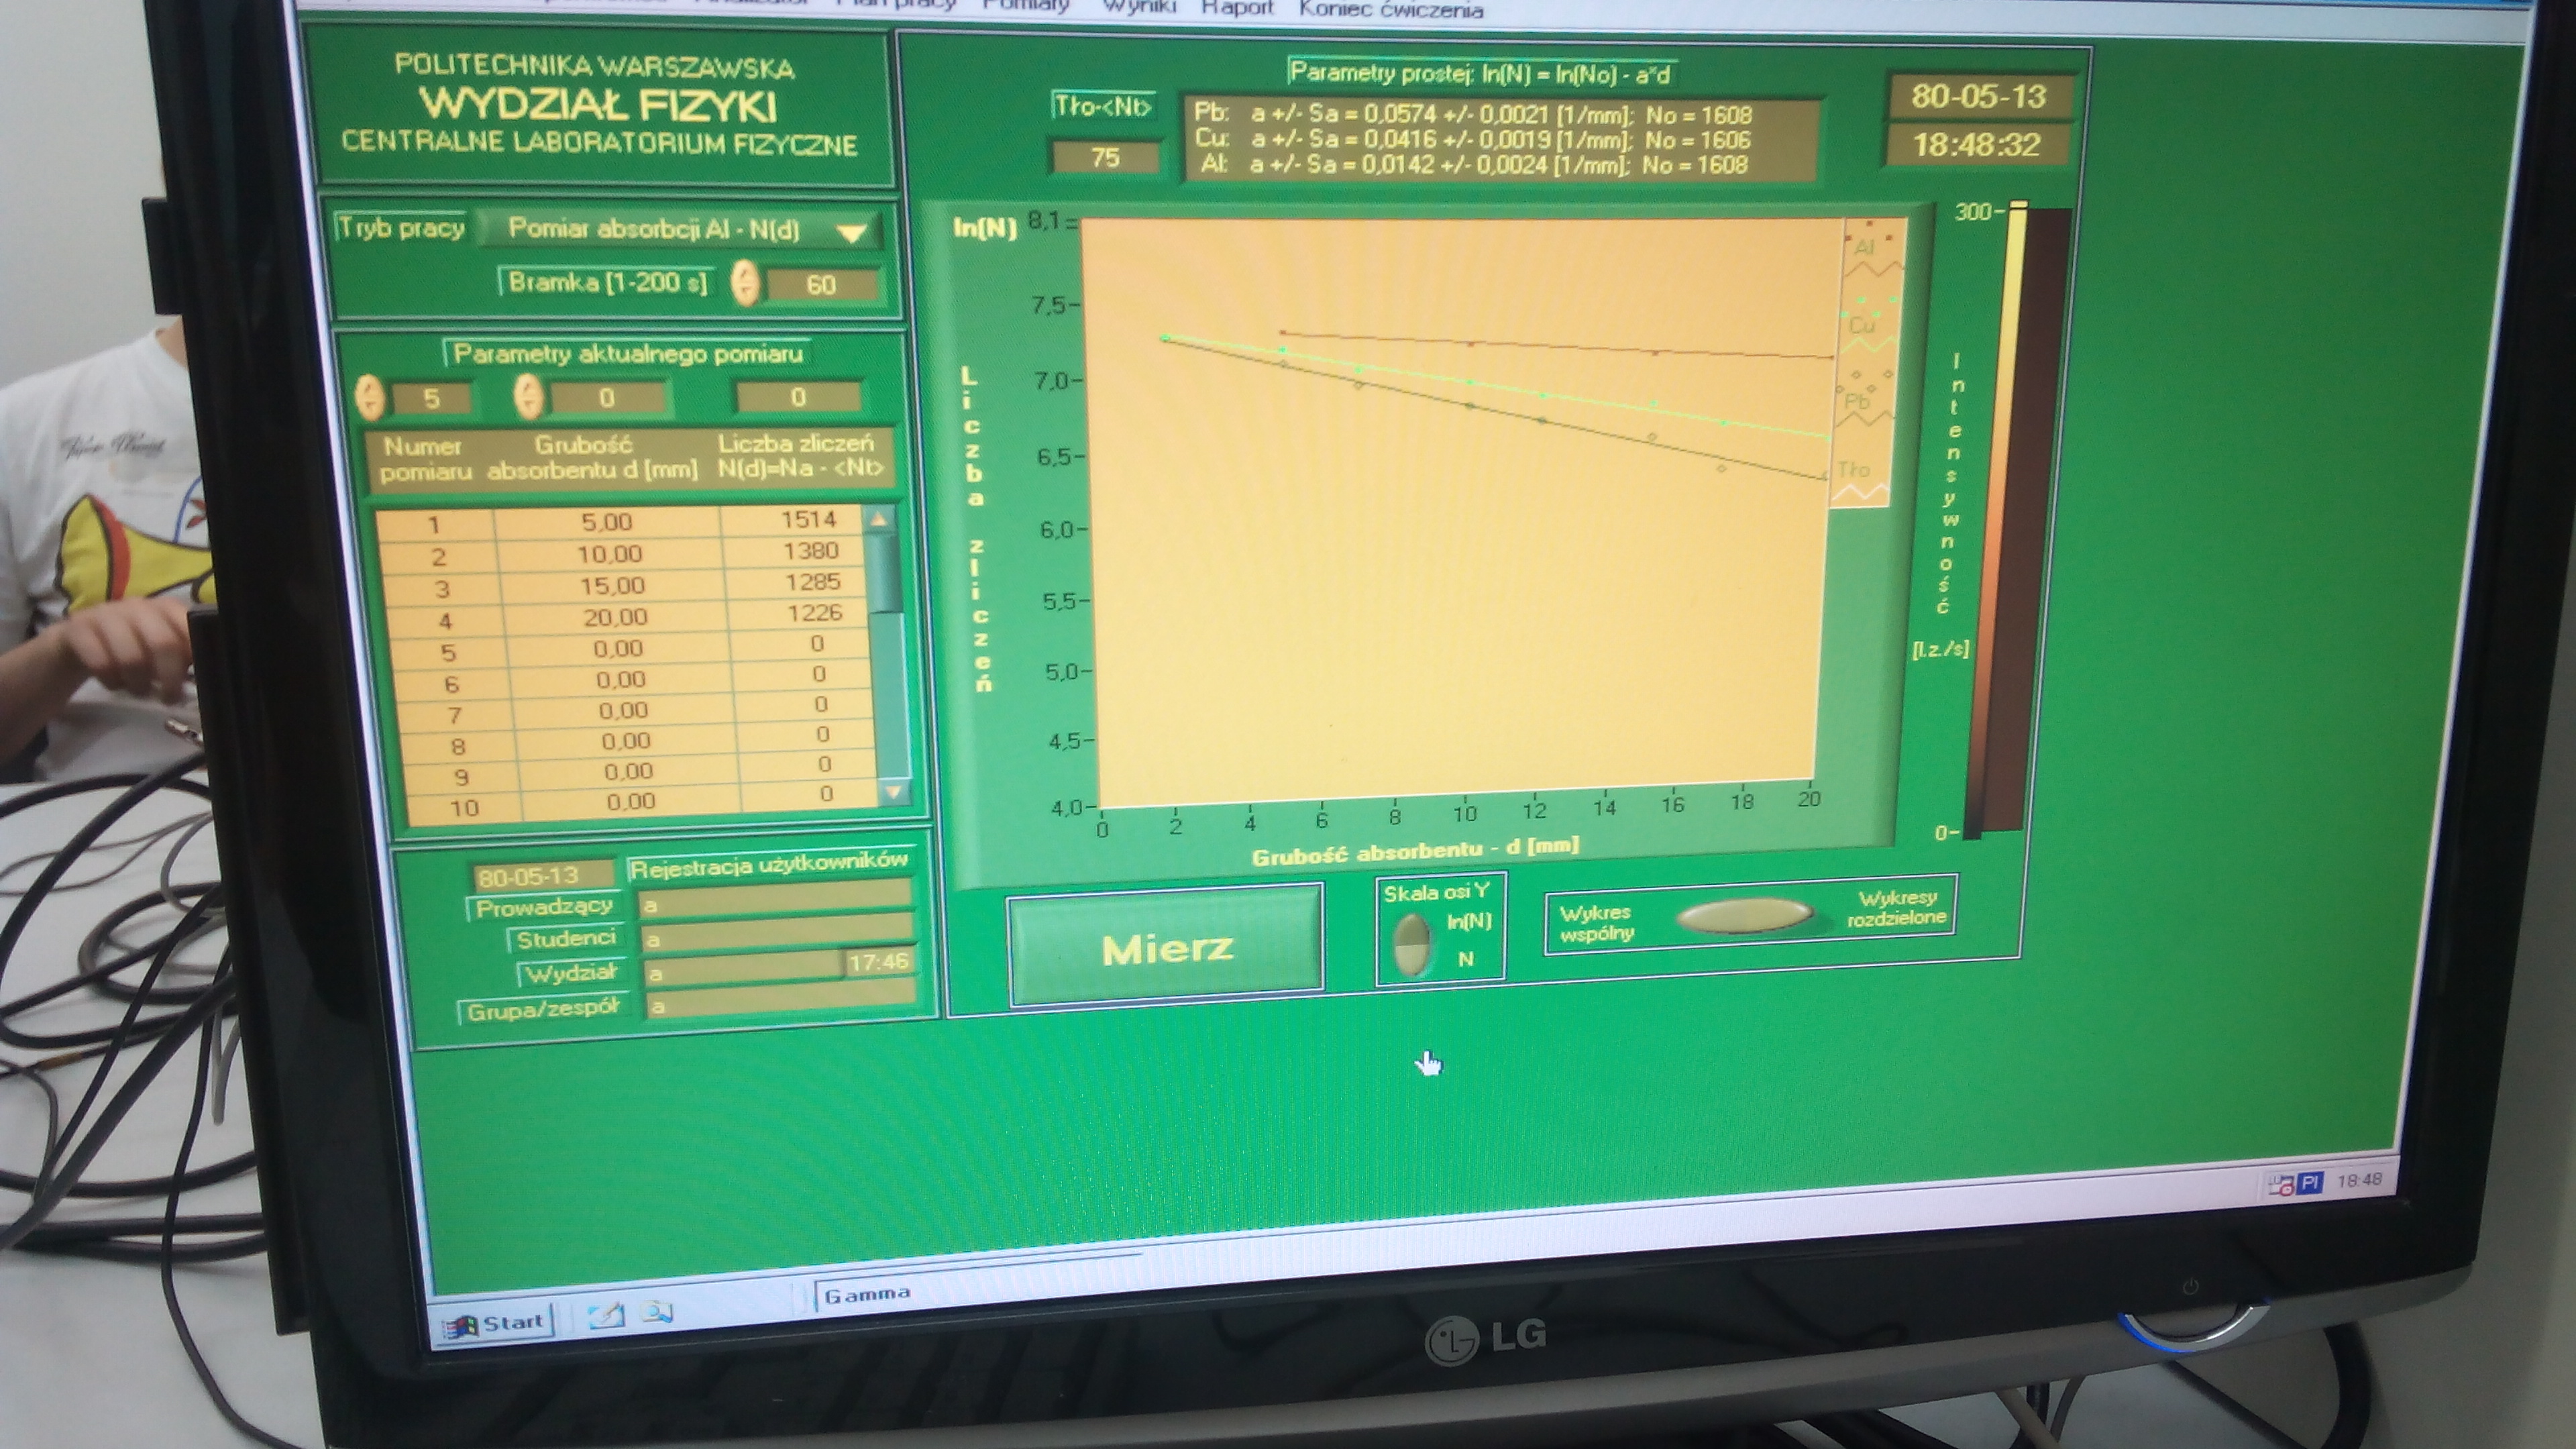 Plan pracy Pomiary Wyniki Raport Koniec ćwiczenia
POLITECHNIKA WARSZAWSKA
WYDZIAŁ FIZYKI
CENTRALNE LABORATORIUM FIZYCZNE
Tryb pracy Pomiar absorbcji Al - N(d)
Bramka [1-200 s] 60
Parametry aktualnego pomiaru
5 0 0
Numer pomiaru Grubość absorbentu d [mm] Liczba zliczeń N(d)=Na - <Nt>
1 5,00 1514
2 10,00 1380
3 15,00 1285
4 20,00 1226
5 0,00 0
6 0,00 0
7 0,00 0
8 0,00 0
9 0,00 0
10 0,00 0
80-05-13 Rejestracja użytkowników
Prowadzący a
Studenci a
Wydział a 17:46
Grupa/zespół a
Parametry prostej: ln(N) = ln(No) - a*d
Tło-<Nt>
75
Pb: a +/- Sa = 0,0574 +/- 0,0021 [1/mm]; No = 1608
Cu: a +/- Sa = 0,0416 +/- 0,0019 [1/mm]; No = 1606
Al: a +/- Sa = 0,0142 +/- 0,0024 [1/mm]; No = 1608
80-05-13
18:48:32
ln(N)
8,1
7,5
7,0
6,5
6,0
5,5
5,0
4,5
4,0
Liczba zliczeń
0 2 4 6 8 10 12 14 16 18 20
Grubość absorbentu - d [mm]
Al
Cu
Pb
Tło
300
Intensywność
[l.z./s]
0
Mierz
Skala osi Y
ln(N)
N
Wykres wspólny
Wykresy rozdzielone
Start
Gamma
PI 18:48
LG